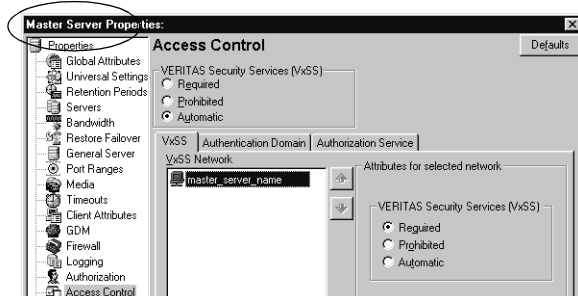 Master Server Properties:
Properties
Global Attributes
Universal Settings
Retention Periods
Servers
Bandwidth
Restore Failover
General Server
Port Ranges
Media
Timeouts
Client Attributes
GDM
Firewall
Logging
Authorization
Access Control
Access Control
Defaults
VERITAS Security Services (VxSS)
Required
Prohibited
Automatic
VxSS Authentication Domain Authorization Service
VxSS Network
master_server_name
Attributes for selected network
VERITAS Security Services (VxSS)
Required
Prohibited
Automatic